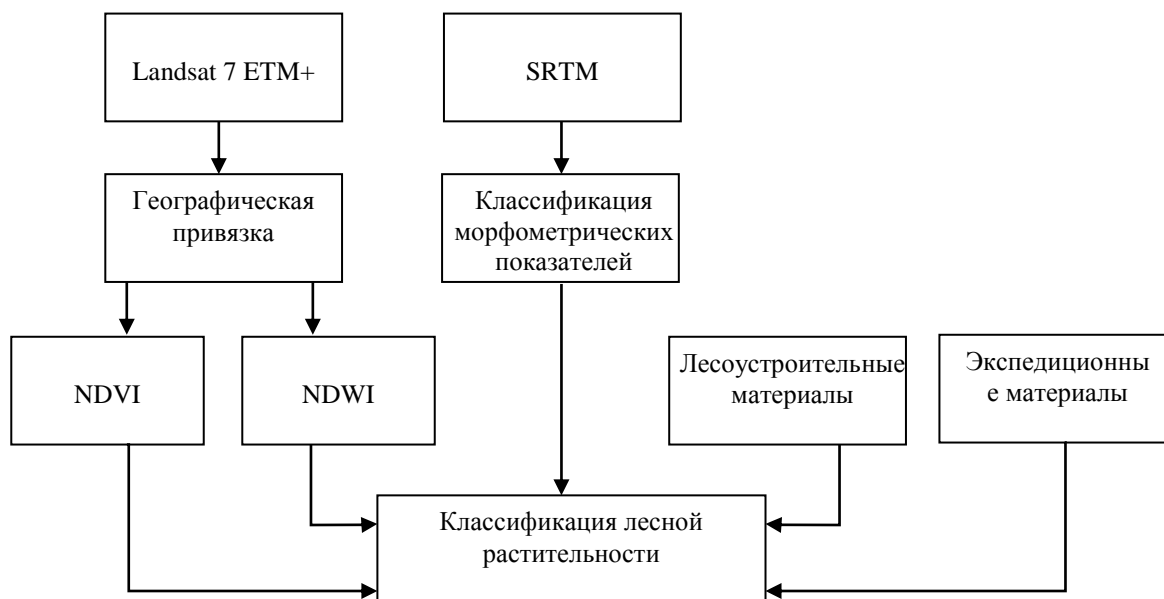 Landsat 7 ETM+
SRTM
Географическая
привязка
Классификация
морфометрических
показателей
NDVI
NDWI
Лесоустроительные
материалы
Экспедиционны
е материалы
Классификация лесной
растительности